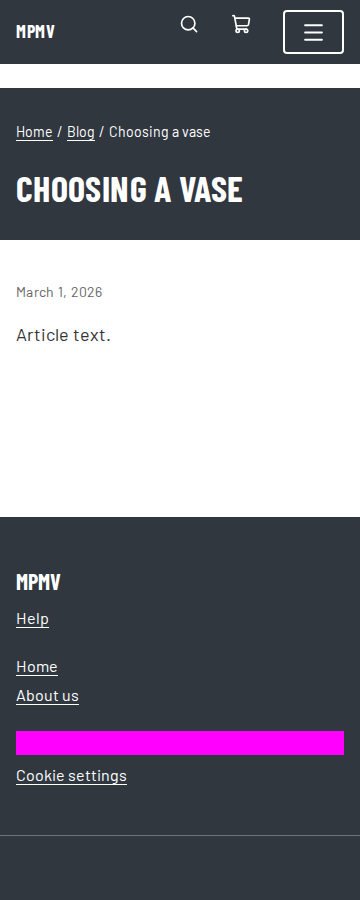 MPMV
Home / Blog / Choosing a vase
CHOOSING A VASE
March 1, 2026
Article text.
MPMV
Help
Home
About us
Cookie settings